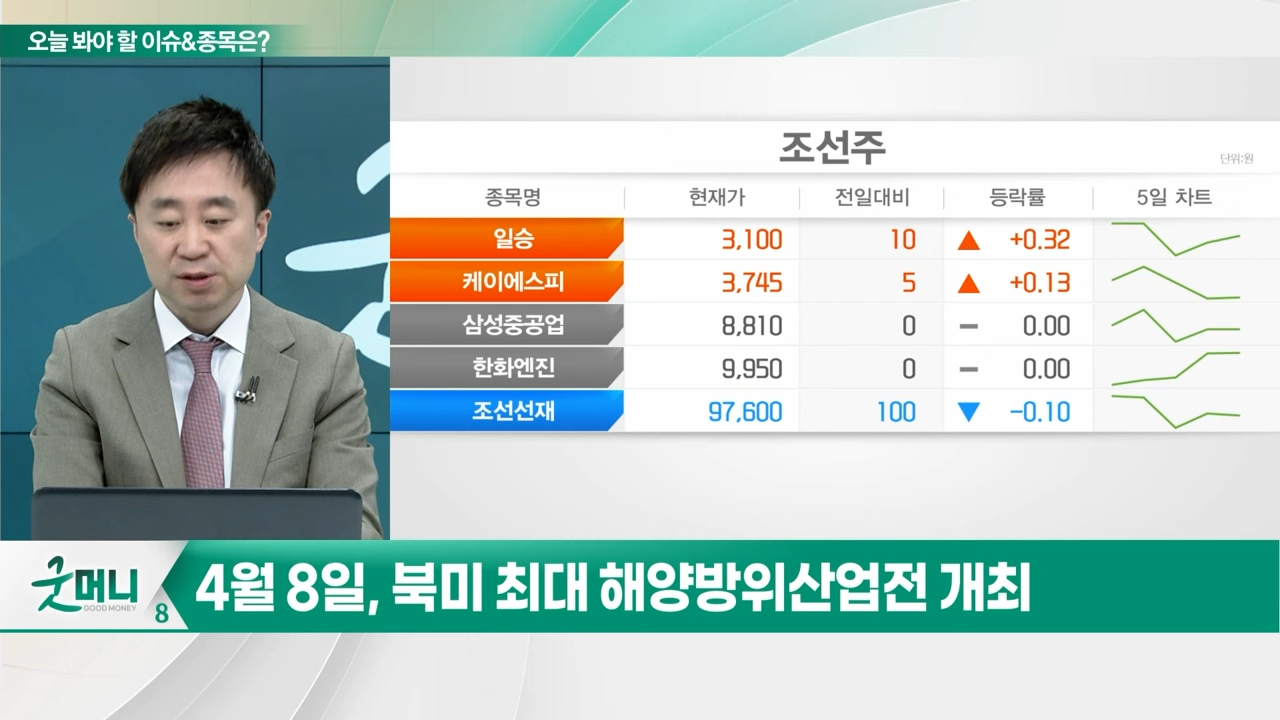 오늘 봐야 할 이슈&종목은?
조선주
단위:원
종목명 현재가 전일대비 등락률 5일 차트
일승 3,100 10 ▲ +0.32
케이에스피 3,745 5 ▲ +0.13
삼성중공업 8,810 0 – 0.00
한화엔진 9,950 0 – 0.00
조선선재 97,600 100 ▼ -0.10
굿머니
GOOD MONEY
8
4월 8일, 북미 최대 해양방위산업전 개최